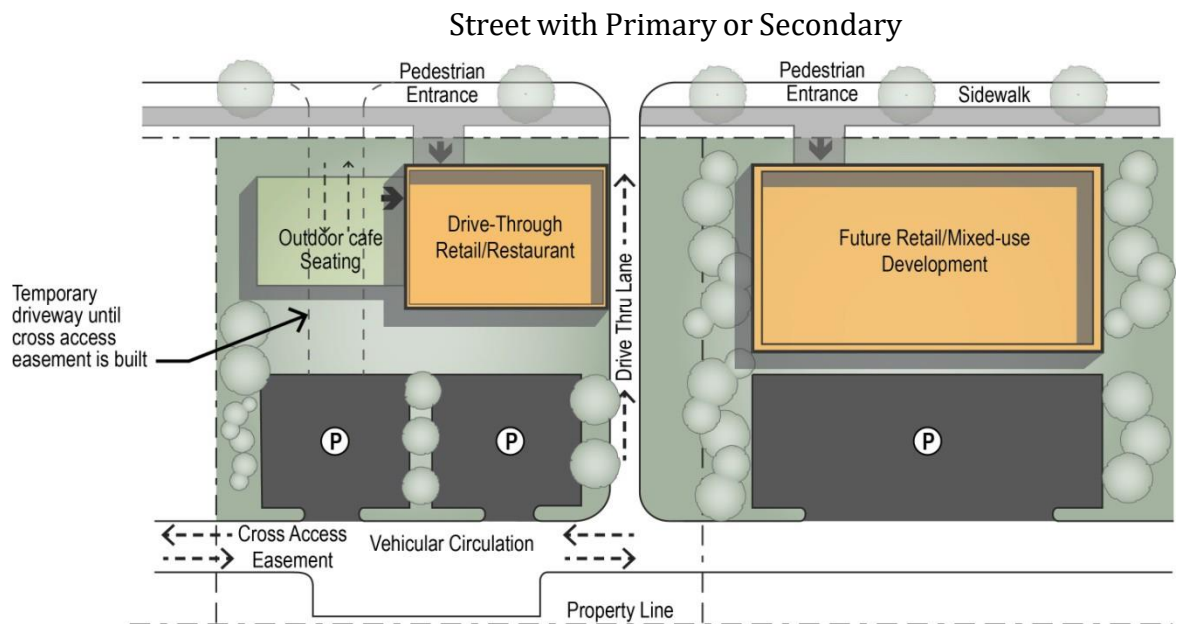 Street with Primary or Secondary
Pedestrian
Entrance
Pedestrian
Entrance
Sidewalk
Outdoor cafe
Seating
Drive-Through
Retail/Restaurant
Drive Thru Lane
Future Retail/Mixed-use
Development
Temporary
driveway until
cross access
easement is built
P
P
P
Cross Access
Easement
Vehicular Circulation
Property Line